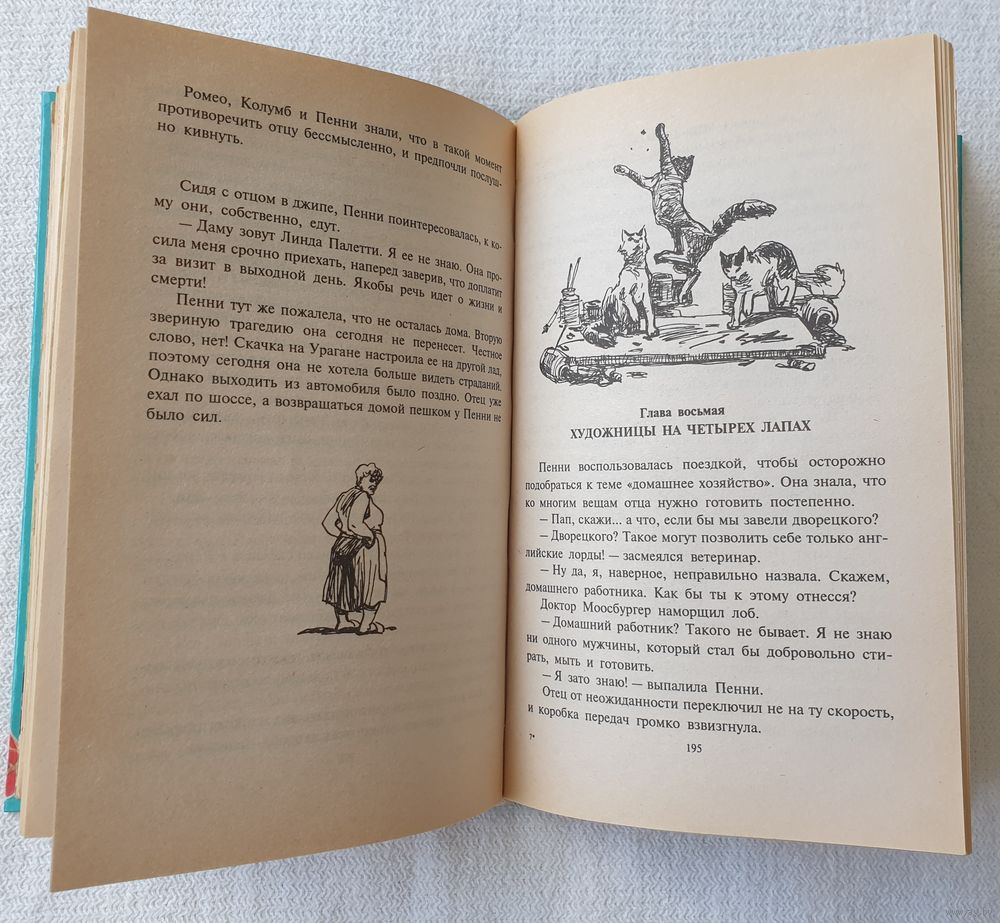 Ромео, Колумб и Пенни знали, что в такой момент
противоречить отцу бессмысленно, и предпочли послуш-
но кивнуть.
Сидя с отцом в джипе, Пенни поинтересовалась, к ко-
му они, собственно, едут.
— Даму зовут Линда Палетти. Я ее не знаю. Она про-
сила меня срочно приехать, наперед заверив, что доплатит
за визит в выходной день. Якобы речь идет о жизни и
смерти!
Пенни тут же пожалела, что не осталась дома. Вторую
звериную трагедию она сегодня не перенесет. Честное
слово, нет! Скачка на Урагане настроила ее на другой лад,
поэтому сегодня она не хотела больше видеть страданий.
Однако выходить из автомобиля было поздно. Отец уже
ехал по шоссе, а возвращаться домой пешком у Пенни не
было сил.
Глава восьмая
ХУДОЖНИЦЫ НА ЧЕТЫРЕХ ЛАПАХ
Пенни воспользовалась поездкой, чтобы осторожно
подобраться к теме «домашнее хозяйство». Она знала, что
ко многим вещам отца нужно готовить постепенно.
— Пап, скажи... а что, если бы мы завели дворецкого?
— Дворецкого? Такое могут позволить себе только анг-
лийские лорды! — засмеялся ветеринар.
— Ну да, я, наверное, неправильно назвала. Скажем,
домашнего работника. Как бы ты к этому отнесся?
Доктор Моосбургер наморщил лоб.
— Домашний работник? Такого не бывает. Я не знаю
ни одного мужчины, который стал бы добровольно сти-
рать, мыть и готовить.
— Я зато знаю! — выпалила Пенни.
Отец от неожиданности переключил не на ту скорость,
и коробка передач громко взвизгнула.
7*
195